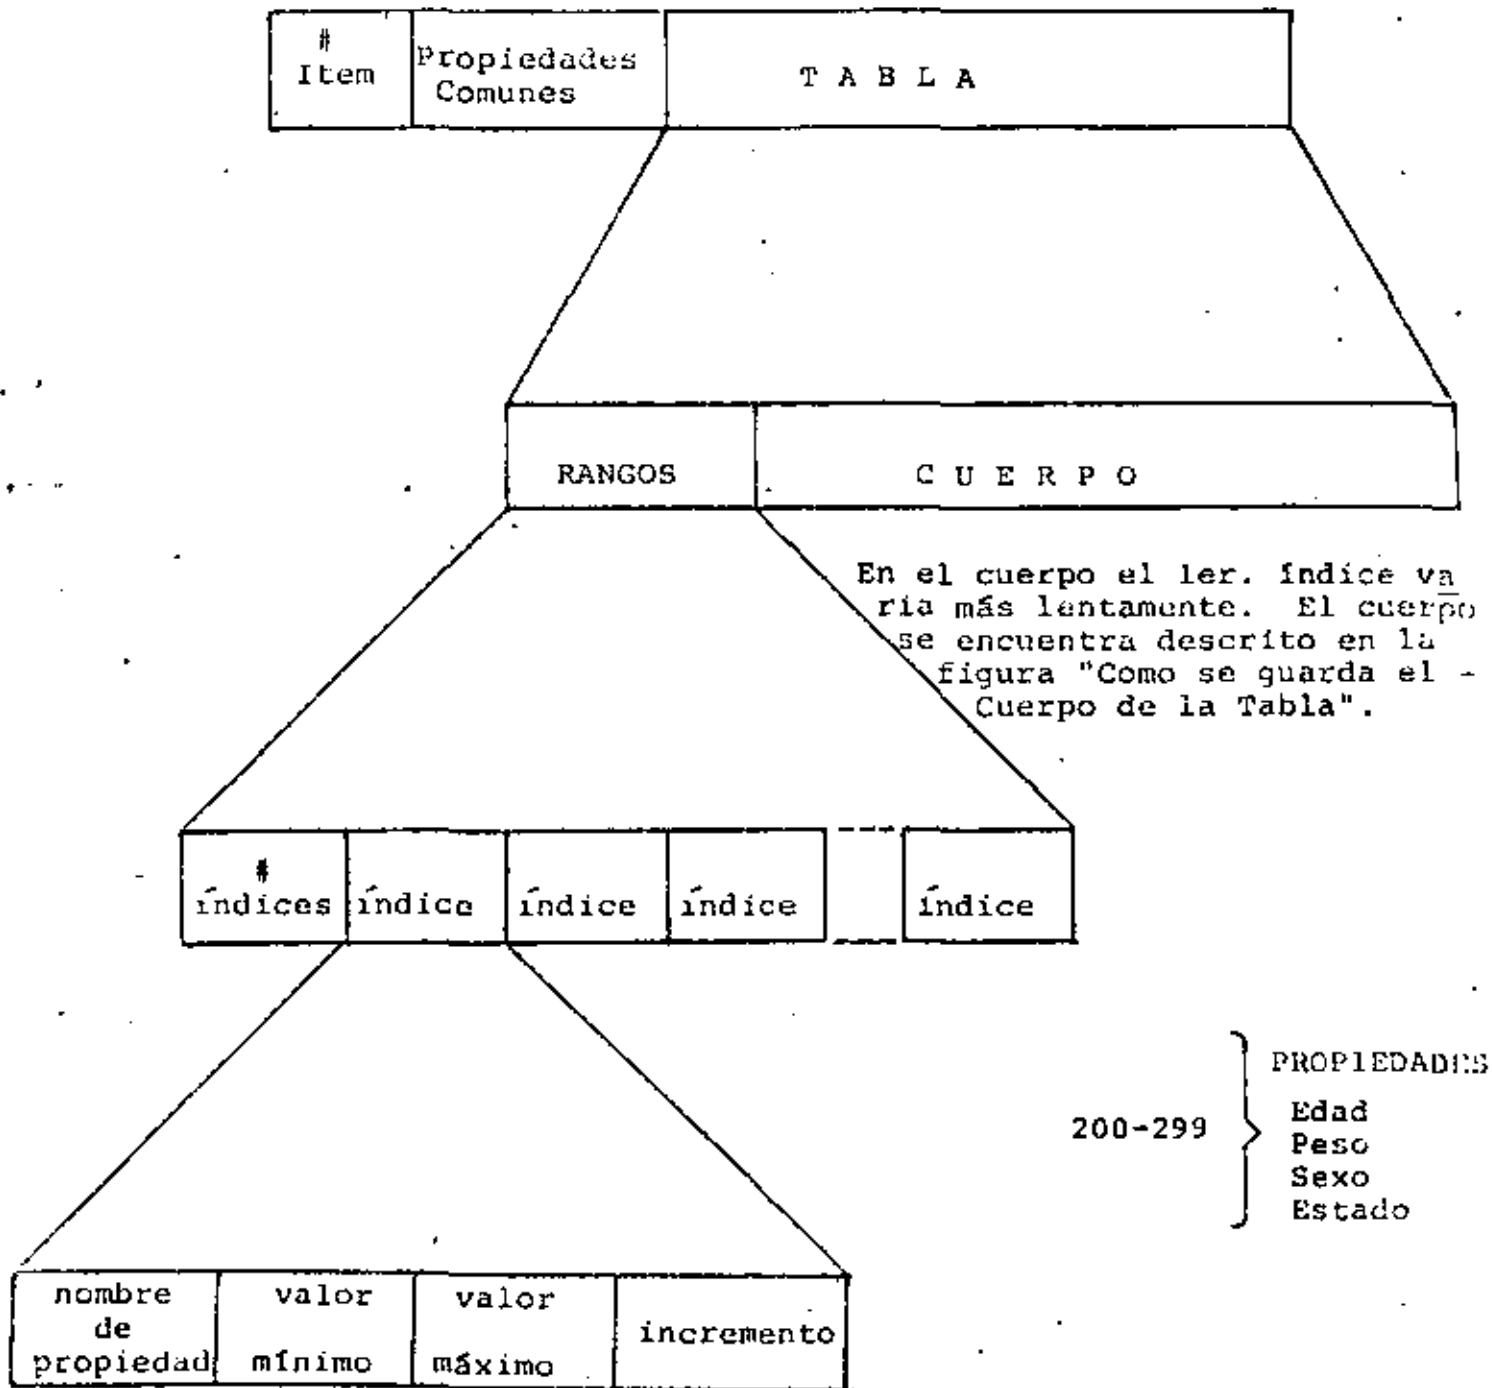 #
Item
Propiedades
Comunes
T A B L A
RANGOS
C U E R P O
En el cuerpo el 1er. índice va
ria más lentamente. El cuerpo
se encuentra descrito en la
figura "Como se guarda el -
Cuerpo de la Tabla".
#
índices
índice
índice
índice
índice
200-299
PROPIEDADES
Edad
Peso
Sexo
Estado
nombre
de
propiedad
valor
mínimo
valor
máximo
incremento